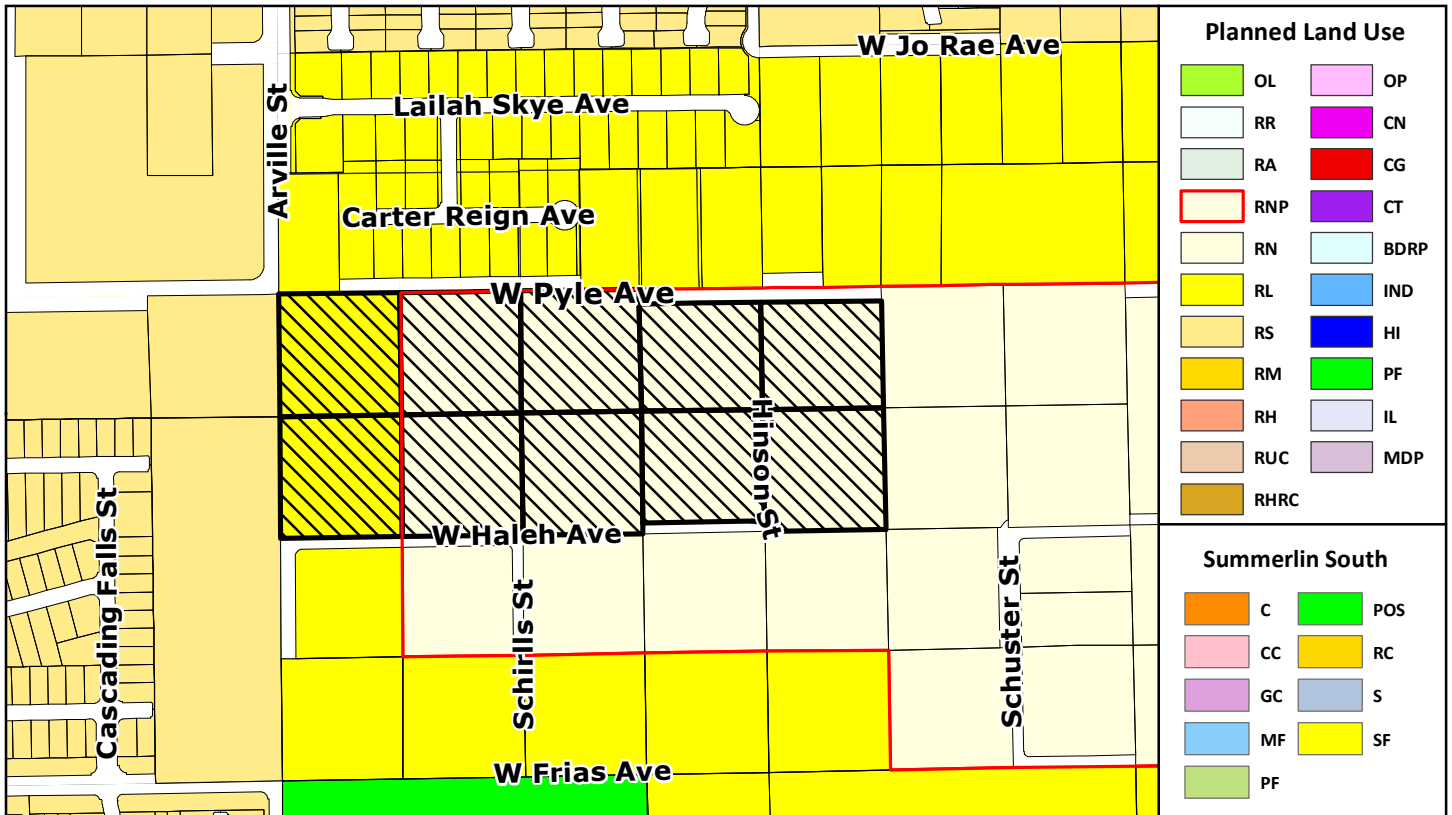 W Jo Rae Ave
Arville St
Lailah Skye Ave
Carter Reign Ave
W Pyle Ave
Hinson St
W Haleh Ave
Cascading Falls St
Schirlls St
Schuster St
W Frias Ave
Planned Land Use
OL
OP
RR
CN
RA
CG
RNP
CT
RN
BDRP
RL
IND
RS
HI
RM
PF
RH
IL
RUC
MDP
RHRC
Summerlin South
C
POS
CC
RC
GC
S
MF
SF
PF